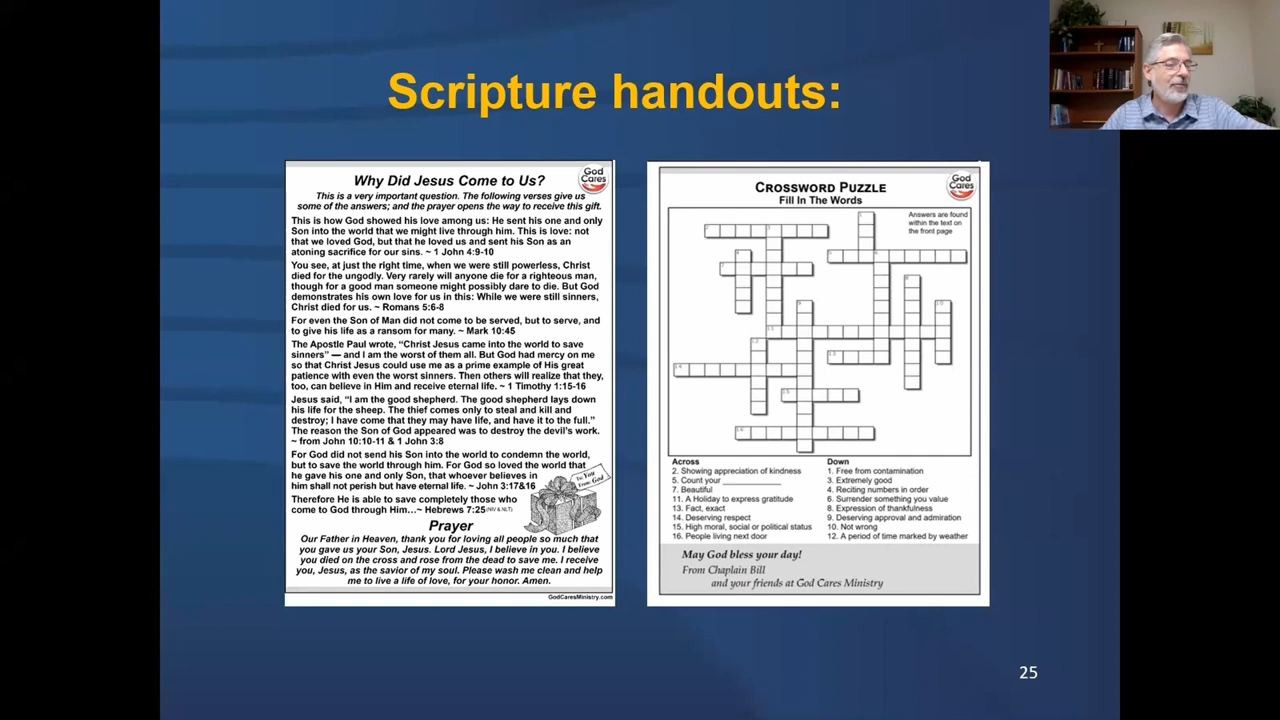 Scripture handouts:
Why Did Jesus Come to Us?
God
Cares
This is a very important question. The following verses give us
some of the answers; and the prayer opens the way to receive this gift.
This is how God showed his love among us: He sent his one and only
Son into the world that we might live through him. This is love: not
that we loved God, but that he loved us and sent his Son as an
atoning sacrifice for our sins. ~ 1 John 4:9-10
You see, at just the right time, when we were still powerless, Christ
died for the ungodly. Very rarely will anyone die for a righteous man,
though for a good man someone might possibly dare to die. But God
demonstrates his own love for us in this: While we were still sinners,
Christ died for us. ~ Romans 5:6-8
For even the Son of Man did not come to be served, but to serve, and
to give his life as a ransom for many. ~ Mark 10:45
The Apostle Paul wrote, “Christ Jesus came into the world to save
sinners” — and I am the worst of them all. But God had mercy on me
so that Christ Jesus could use me as a prime example of His great
patience with even the worst sinners. Then others will realize that they,
too, can believe in Him and receive eternal life. ~ 1 Timothy 1:15-16
Jesus said, “I am the good shepherd. The good shepherd lays down
his life for the sheep. The thief comes only to steal and kill and
destroy; I have come that they may have life, and have it to the full.”
The reason the Son of God appeared was to destroy the devil’s work.
~ from John 10:10-11 & 1 John 3:8
For God did not send his Son into the world to condemn the world,
but to save the world through him. For God so loved the world that
he gave his one and only Son, that whoever believes in
him shall not perish but have eternal life. ~ John 3:17&16
To: You
From: God
Therefore He is able to save completely those who
come to God through Him…~ Hebrews 7:25 (NIV & NLT)
Prayer
Our Father in Heaven, thank you for loving all people so much that
you gave us your Son, Jesus. Lord Jesus, I believe in you. I believe
you died on the cross and rose from the dead to save me. I receive
you, Jesus, as the savior of my soul. Please wash me clean and help
me to live a life of love, for your honor. Amen.
GodCaresMinistry.com
God
Cares
Crossword Puzzle
Fill In The Words
Answers are found
within the text on
the front page
Across
2. Showing appreciation of kindness
5. Count your ____________
7. Beautiful
11. A Holiday to express gratitude
13. Fact, exact
14. Deserving respect
15. High moral, social or political status
16. People living next door
Down
1. Free from contamination
3. Extremely good
4. Reciting numbers in order
6. Surrender something you value
8. Expression of thankfulness
9. Deserving approval and admiration
10. Not wrong
12. A period of time marked by weather
May God bless your day!
From Chaplain Bill
and your friends at God Cares Ministry
25